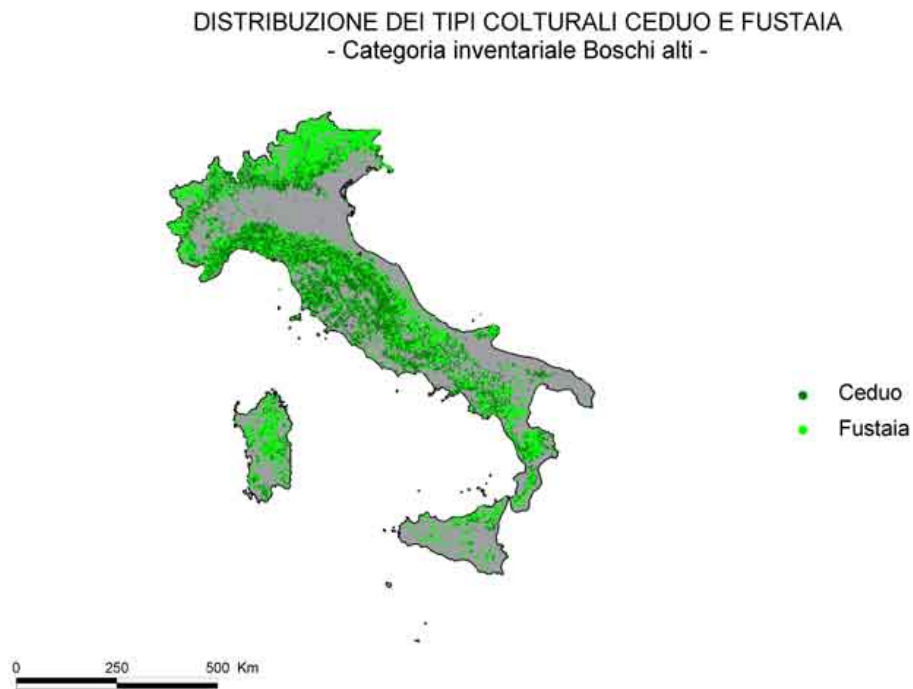 DISTRIBUZIONE DEI TIPI COLTURALI CEDUO E FUSTAIA
- Categoria inventariale Boschi alti -
Ceduo
Fustaia
0 250 500 Km